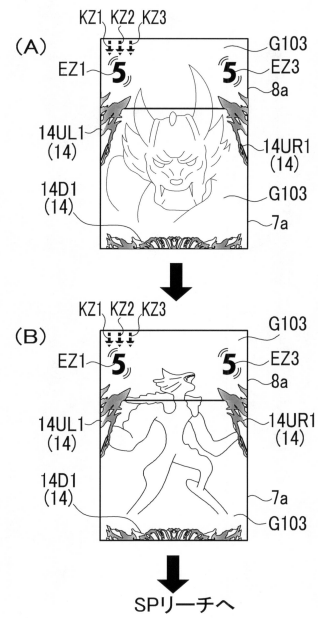 KZ1 KZ2 KZ3
(A)
G103
EZ1
5
5
EZ3
8a
14UL1
(14)
14UR1
(14)
14D1
(14)
G103
7a
KZ1 KZ2 KZ3
(B)
G103
EZ1
5
5
EZ3
8a
14UL1
(14)
14UR1
(14)
14D1
(14)
7a
G103
SPリーチへ